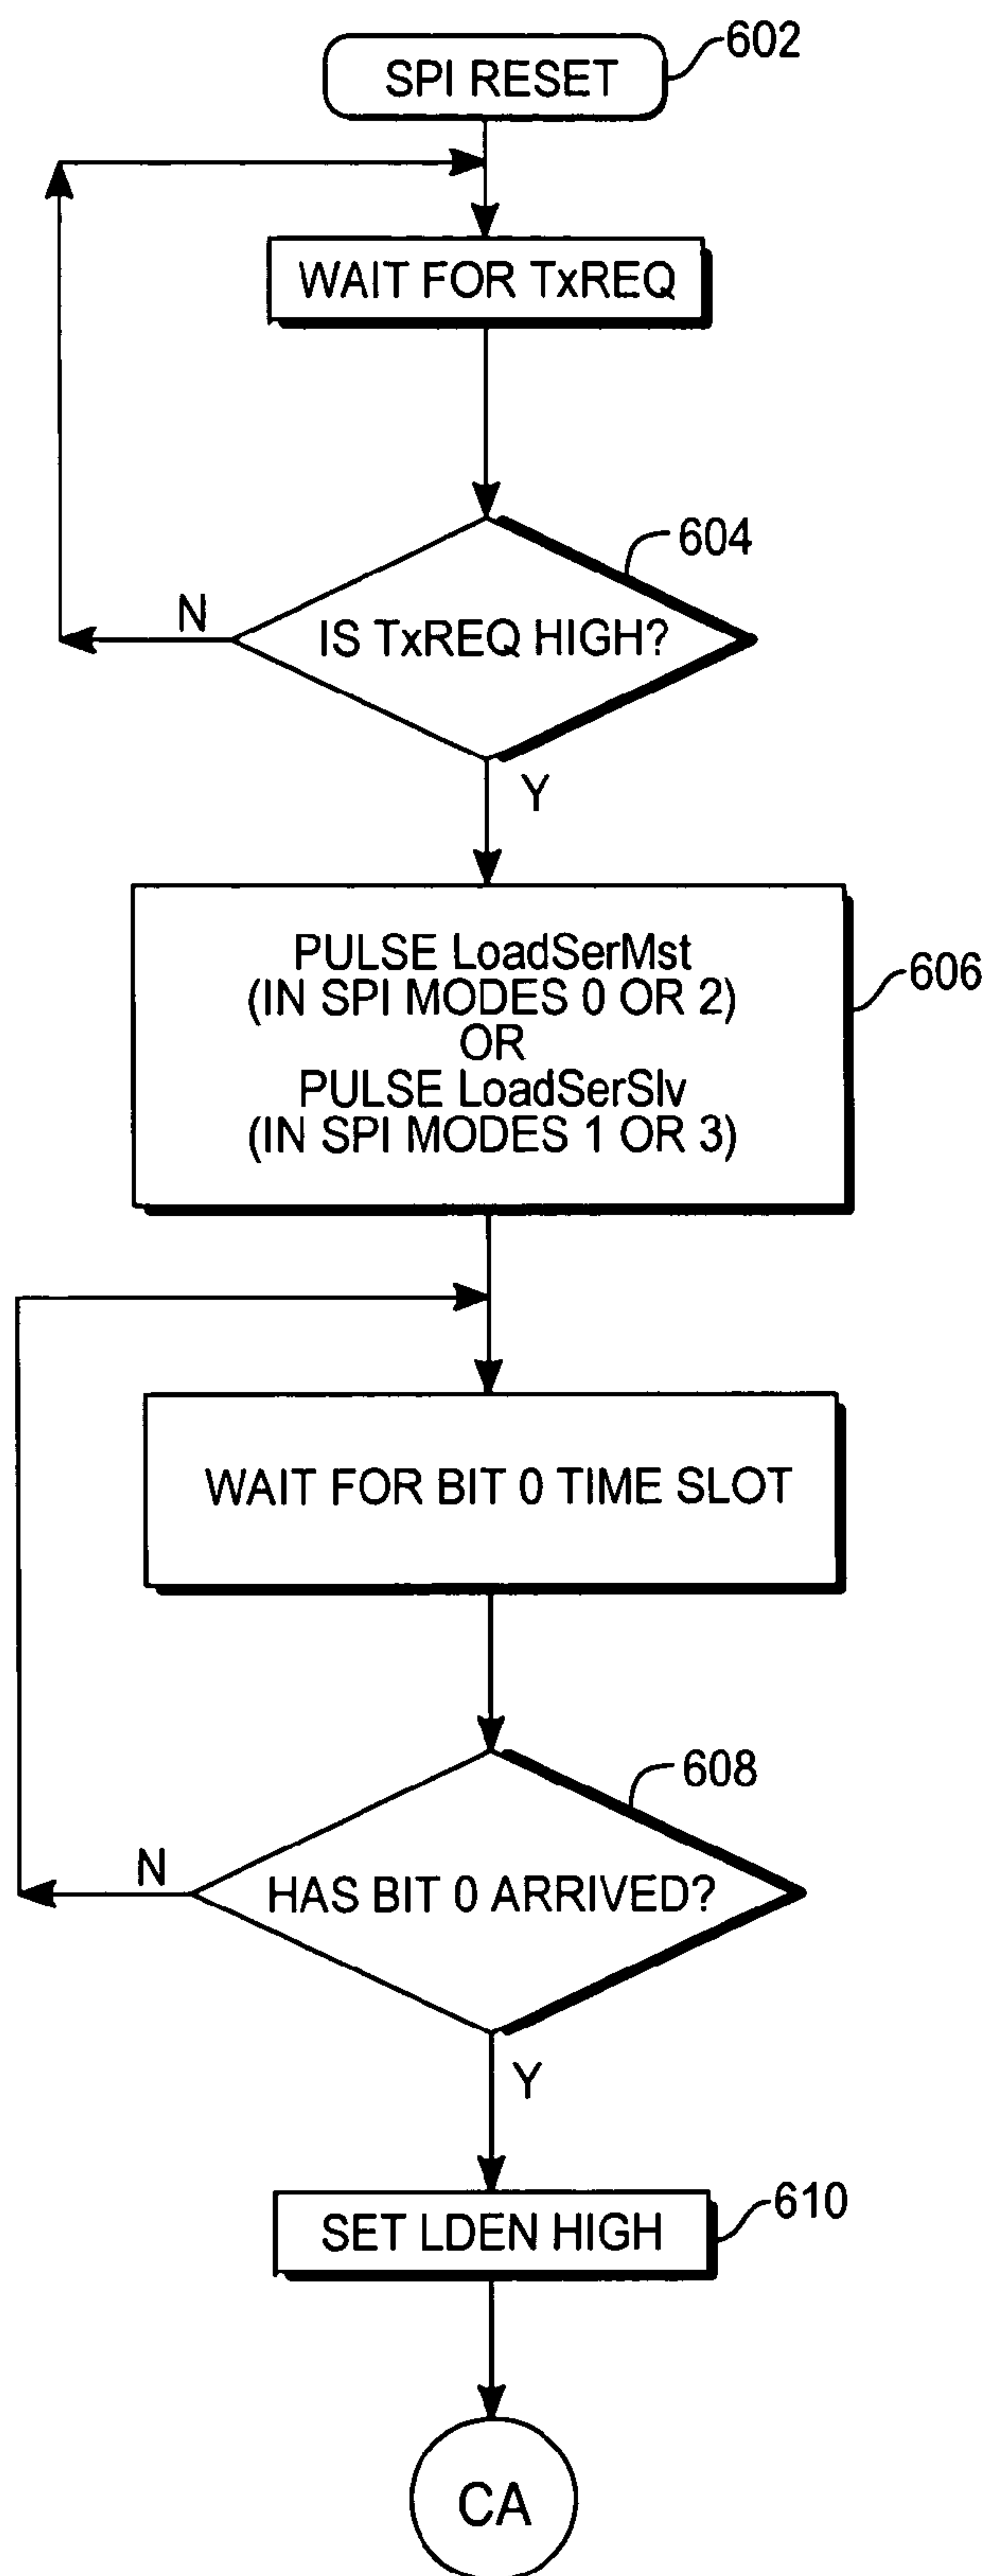 SPI RESET
602
WAIT FOR TxREQ
604
IS TxREQ HIGH?
N
Y
PULSE LoadSerMst
(IN SPI MODES 0 OR 2)
OR
PULSE LoadSerSlv
(IN SPI MODES 1 OR 3)
606
WAIT FOR BIT 0 TIME SLOT
608
HAS BIT 0 ARRIVED?
N
Y
SET LDEN HIGH
610
CA